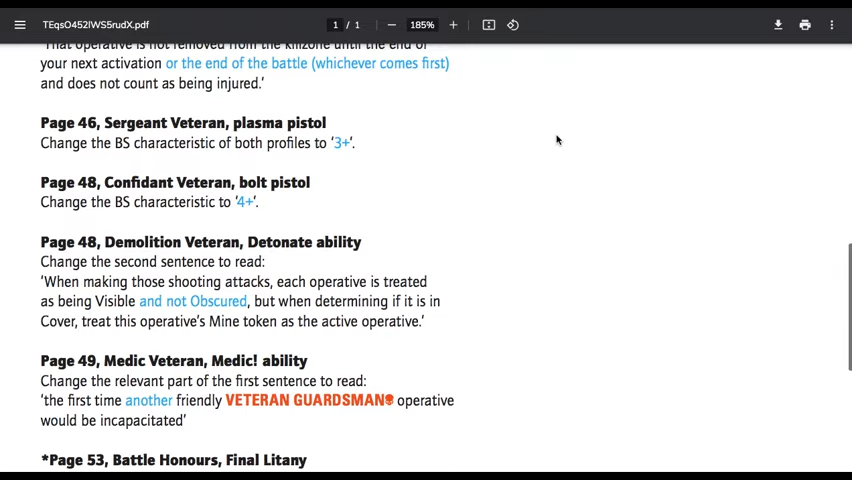 TEqsO452lWS5rudX.pdf
1 / 1
185%
That operative is not removed from the killzone until the end of
your next activation or the end of the battle (whichever comes first)
and does not count as being injured.’
Page 46, Sergeant Veteran, plasma pistol
Change the BS characteristic of both profiles to ‘3+’.
Page 48, Confidant Veteran, bolt pistol
Change the BS characteristic to ‘4+’.
Page 48, Demolition Veteran, Detonate ability
Change the second sentence to read:
‘When making those shooting attacks, each operative is treated
as being Visible and not Obscured, but when determining if it is in
Cover, treat this operative’s Mine token as the active operative.’
Page 49, Medic Veteran, Medic! ability
Change the relevant part of the first sentence to read:
‘the first time another friendly VETERAN GUARDSMAN operative
would be incapacitated’
*Page 53, Battle Honours, Final Litany